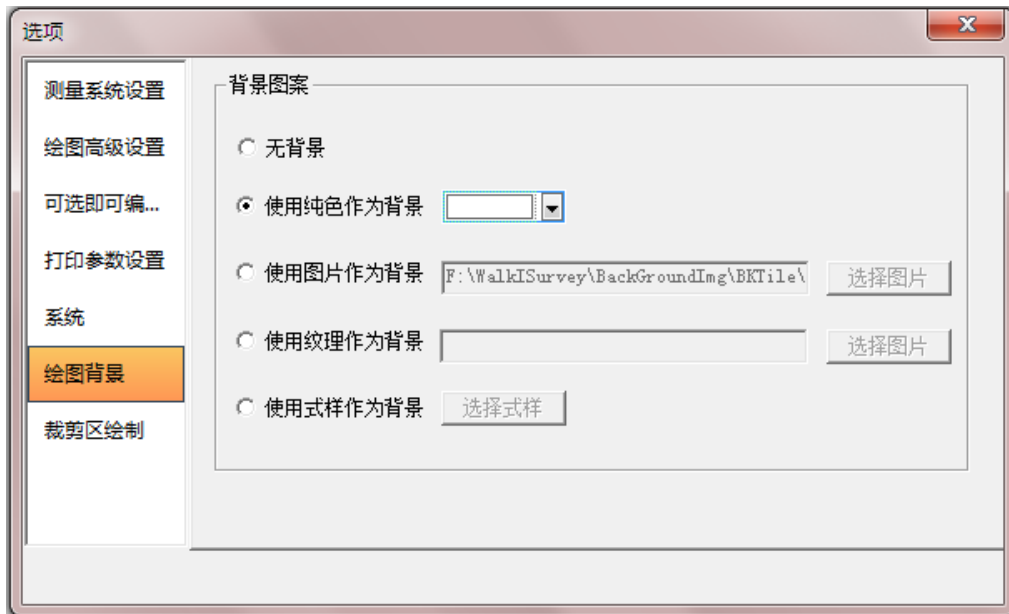 选项
测量系统设置
绘图高级设置
可选即可编...
打印参数设置
系统
绘图背景
裁剪区绘制
背景图案
无背景
使用纯色作为背景
使用图片作为背景 F:\WalkISurvey\BackGroundImg\BKTile\ 选择图片
使用纹理作为背景 选择图片
使用式样作为背景 选择式样